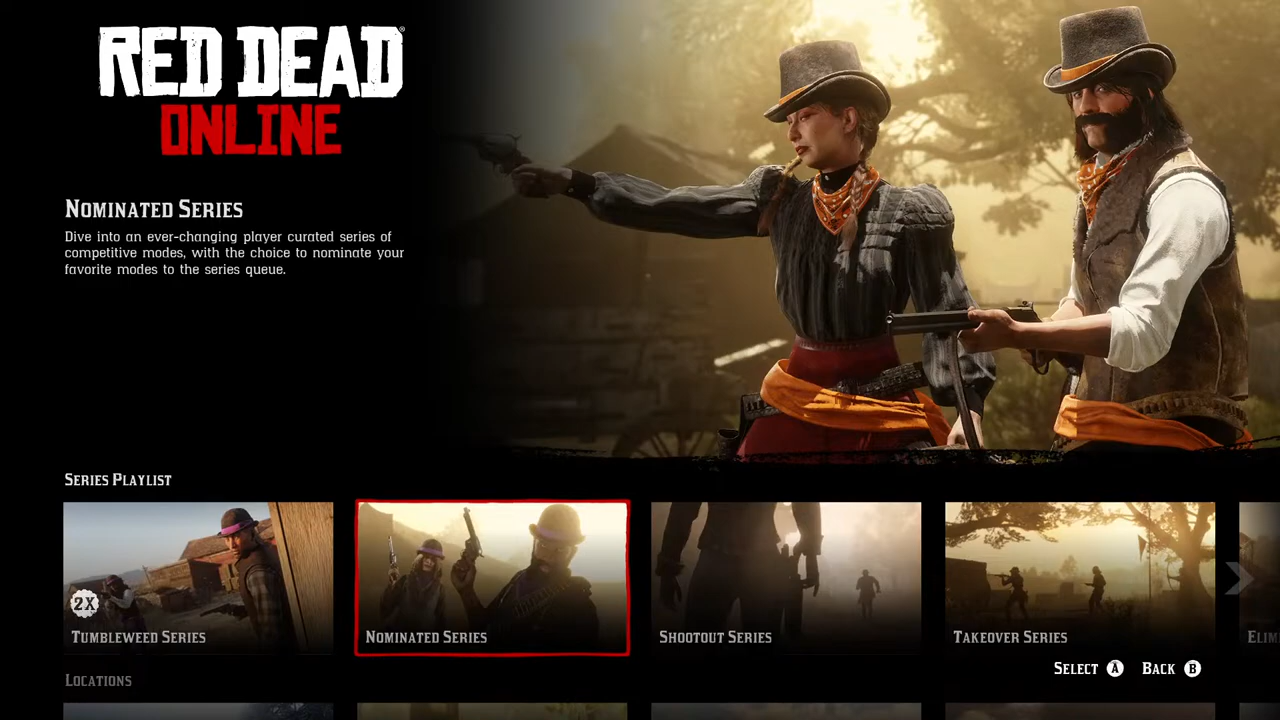 RED DEAD®
ONLINE
NOMINATED SERIES
Dive into an ever-changing player curated series of
competitive modes, with the choice to nominate your
favorite modes to the series queue.
SERIES PLAYLIST
2X
TUMBLEWEED SERIES
NOMINATED SERIES
SHOOTOUT SERIES
TAKEOVER SERIES
ELIM
SELECT A BACK B
LOCATIONS